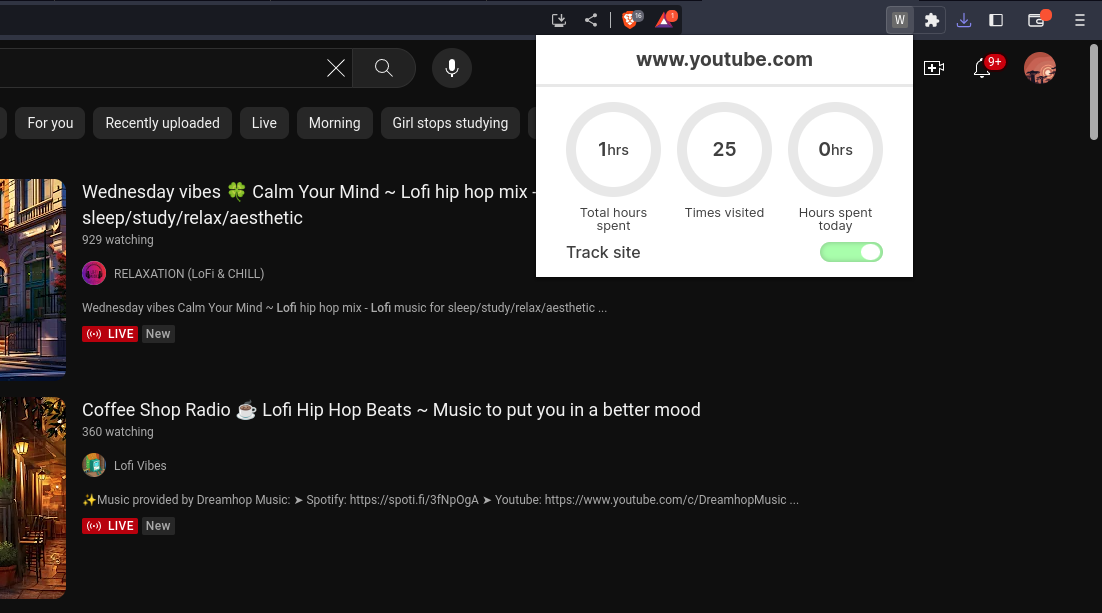 16
1
W
www.youtube.com
9+
For you
Recently uploaded
Live
Morning
Girl stops studying
1hrs
25
0hrs
Total hours
spent
Times visited
Hours spent
today
Track site
Wednesday vibes 🍀 Calm Your Mind ~ Lofi hip hop mix -
sleep/study/relax/aesthetic
929 watching
RELAXATION (LoFi & CHILL)
Wednesday vibes Calm Your Mind ~ Lofi hip hop mix - Lofi music for sleep/study/relax/aesthetic ...
LIVE New
Coffee Shop Radio ☕ Lofi Hip Hop Beats ~ Music to put you in a better mood
360 watching
Lofi Vibes
✨Music provided by Dreamhop Music: ➤ Spotify: https://spoti.fi/3fNpOgA ➤ Youtube: https://www.youtube.com/c/DreamhopMusic ...
LIVE New